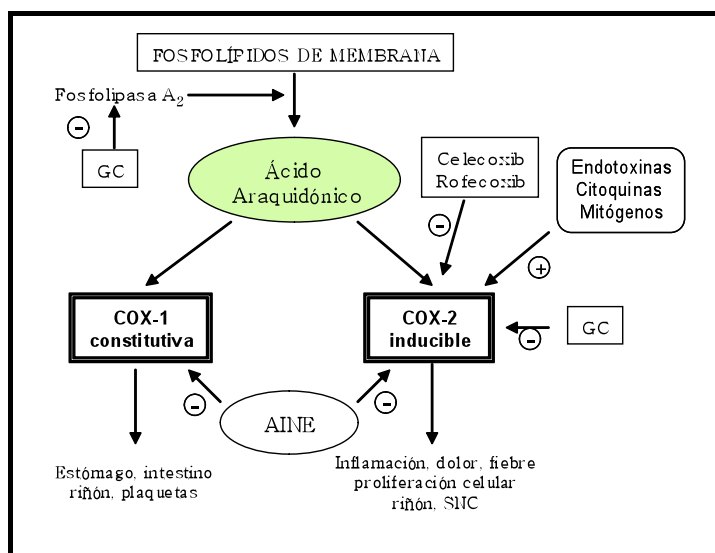 FOSFOLÍPIDOS DE MEMBRANA
Fosfolipasa A2
-
GC
Ácido
Araquidónico
Celecoxib
Rofecoxib
Endotoxinas
Citoquinas
Mitógenos
-
+
COX-1
constitutiva
COX-2
inducible
GC
-
-
AINE
-
Estómago, intestino
riñón, plaquetas
Inflamación, dolor, fiebre
proliferación celular
riñón, SNC